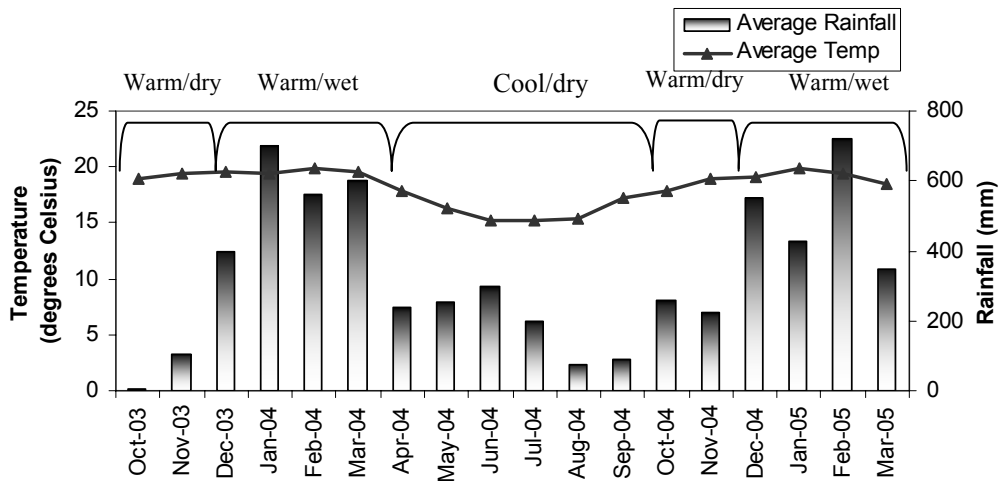 Average Rainfall
Average Temp
Warm/dry
Warm/wet
Cool/dry
Warm/dry
Warm/wet
Temperature
(degrees Celsius)
25
20
15
10
5
0
800
600
400
200
0
Rainfall (mm)
Oct-03
Nov-03
Dec-03
Jan-04
Feb-04
Mar-04
Apr-04
May-04
Jun-04
Jul-04
Aug-04
Sep-04
Oct-04
Nov-04
Dec-04
Jan-05
Feb-05
Mar-05